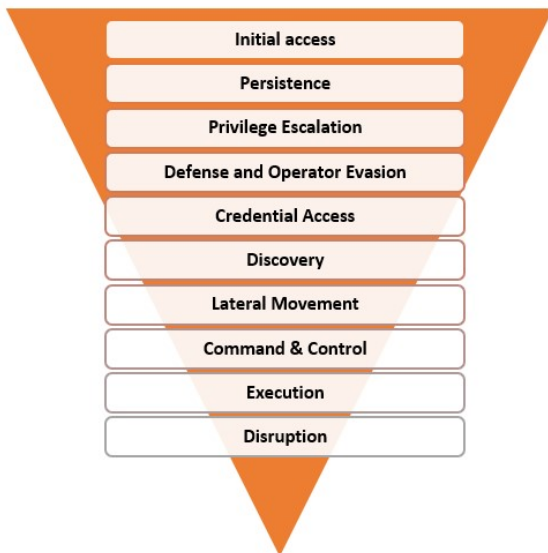 Initial access
Persistence
Privilege Escalation
Defense and Operator Evasion
Credential Access
Discovery
Lateral Movement
Command & Control
Execution
Disruption